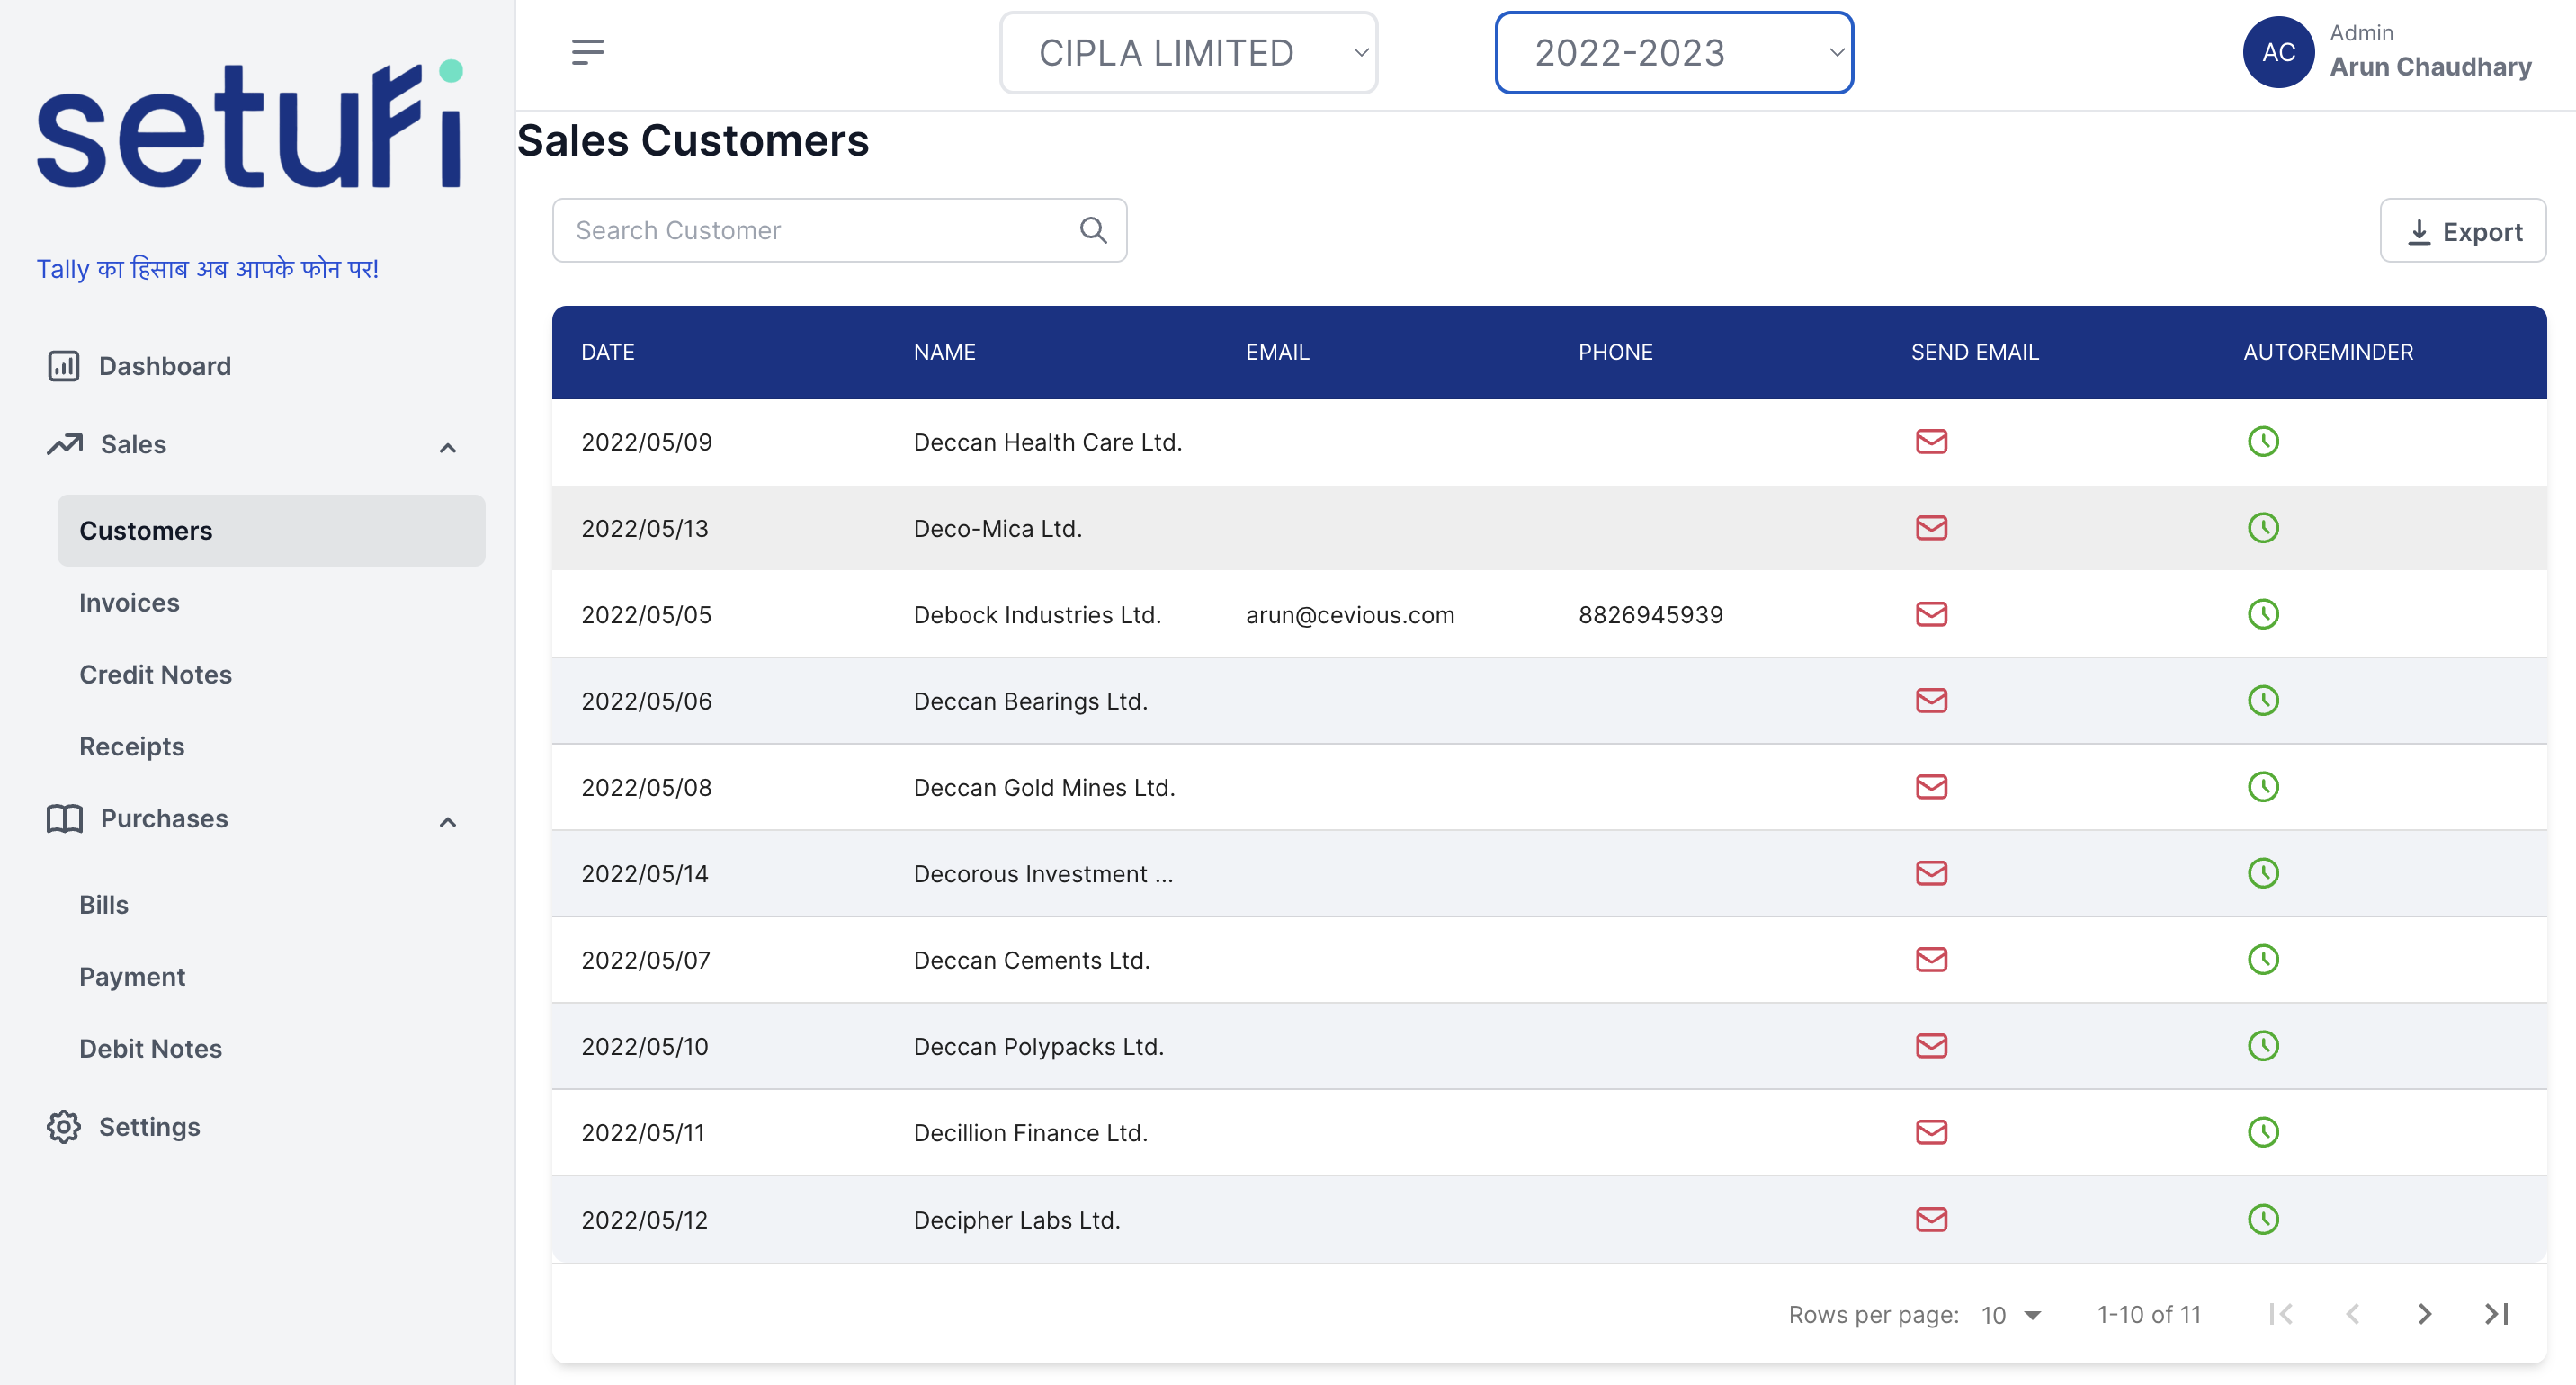 setufi
Tally का हिसाब अब आपके फोन पर!
Dashboard
Sales
Customers
Invoices
Credit Notes
Receipts
Purchases
Bills
Payment
Debit Notes
Settings
CIPLA LIMITED
2022-2023
AC
Admin
Arun Chaudhary
Sales Customers
Search Customer
Export
DATE NAME EMAIL PHONE SEND EMAIL AUTOREMINDER
2022/05/09 Deccan Health Care Ltd.
2022/05/13 Deco-Mica Ltd.
2022/05/05 Debock Industries Ltd. arun@cevious.com 8826945939
2022/05/06 Deccan Bearings Ltd.
2022/05/08 Deccan Gold Mines Ltd.
2022/05/14 Decorous Investment ...
2022/05/07 Deccan Cements Ltd.
2022/05/10 Deccan Polypacks Ltd.
2022/05/11 Decillion Finance Ltd.
2022/05/12 Decipher Labs Ltd.
Rows per page: 10 1-10 of 11